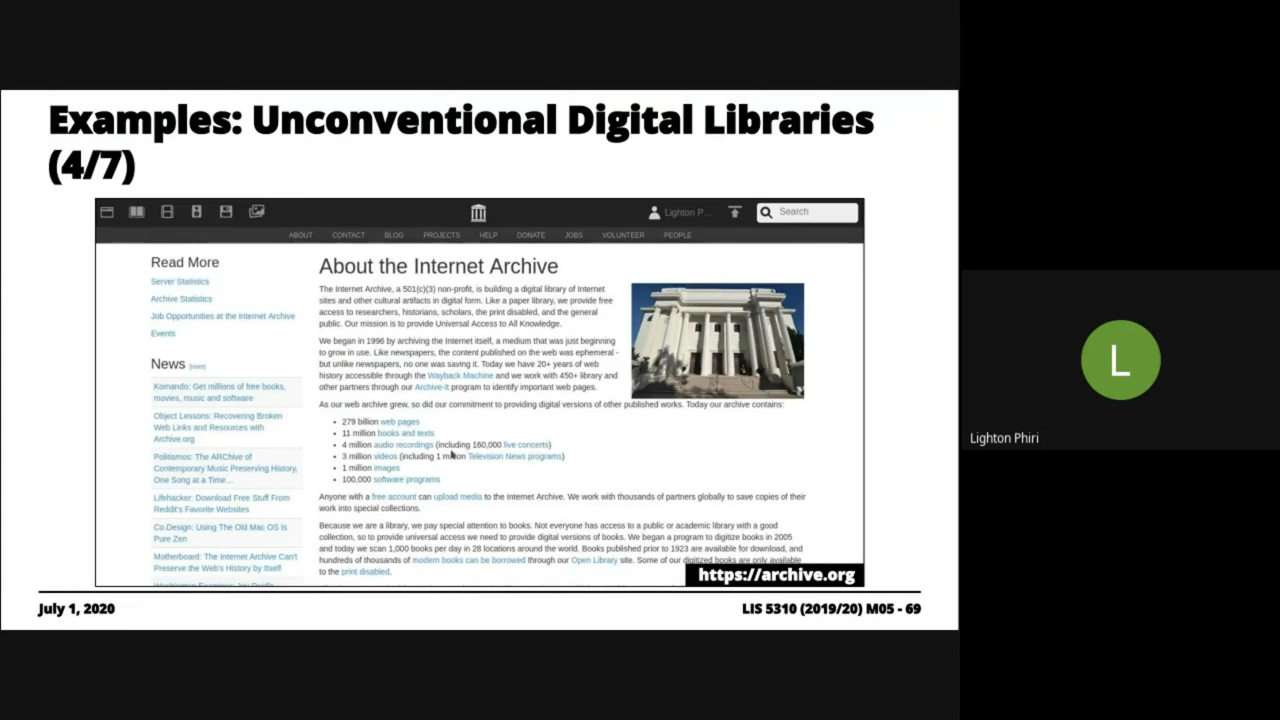 Examples: Unconventional Digital Libraries
(4/7)
Lighton P...
Search
ABOUT CONTACT BLOG PROJECTS HELP DONATE JOBS VOLUNTEER PEOPLE
Read More
Server Statistics
Archive Statistics
Job Opportunities at the Internet Archive
Events
News [more]
Komando: Get millions of free books,
movies, music and software
Object Lessons: Recovering Broken
Web Links and Resources with
Archive.org
Politismos: The ARChive of
Contemporary Music Preserving History,
One Song at a Time...
Lifehacker: Download Free Stuff From
Reddit's Favorite Websites
Co.Design: Using The Old Mac OS Is
Pure Zen
Motherboard: The Internet Archive Can't
Preserve the Web's History by Itself
About the Internet Archive
The Internet Archive, a 501(c)(3) non-profit, is building a digital library of Internet
sites and other cultural artifacts in digital form. Like a paper library, we provide free
access to researchers, historians, scholars, the print disabled, and the general
public. Our mission is to provide Universal Access to All Knowledge.
We began in 1996 by archiving the Internet itself, a medium that was just beginning
to grow in use. Like newspapers, the content published on the web was ephemeral -
but unlike newspapers, no one was saving it. Today we have 20+ years of web
history accessible through the Wayback Machine and we work with 450+ library and
other partners through our Archive-It program to identify important web pages.
As our web archive grew, so did our commitment to providing digital versions of other published works. Today our archive contains:
• 279 billion web pages
• 11 million books and texts
• 4 million audio recordings (including 160,000 live concerts)
• 3 million videos (including 1 million Television News programs)
• 1 million images
• 100,000 software programs
Anyone with a free account can upload media to the Internet Archive. We work with thousands of partners globally to save copies of their
work into special collections.
Because we are a library, we pay special attention to books. Not everyone has access to a public or academic library with a good
collection, so to provide universal access we need to provide digital versions of books. We began a program to digitize books in 2005
and today we scan 1,000 books per day in 28 locations around the world. Books published prior to 1923 are available for download, and
hundreds of thousands of modern books can be borrowed through our Open Library site. Some of our digitized books are only available
to the print disabled.
https://archive.org
July 1, 2020
LIS 5310 (2019/20) M05 - 69
L
Lighton Phiri